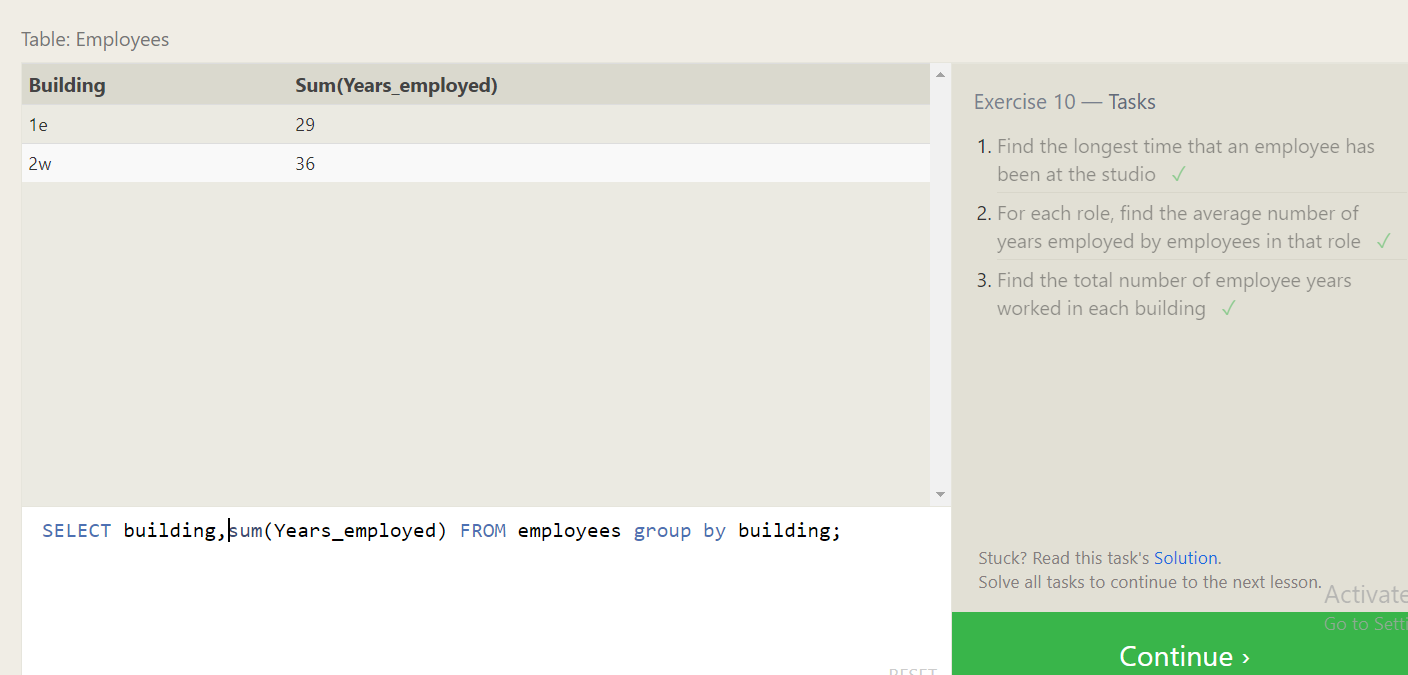 Table: Employees
Building Sum(Years_employed)
1e 29
2w 36
SELECT building,sum(Years_employed) FROM employees group by building;
RESET
Exercise 10 — Tasks
1. Find the longest time that an employee has
been at the studio ✓
2. For each role, find the average number of
years employed by employees in that role ✓
3. Find the total number of employee years
worked in each building ✓
Stuck? Read this task's Solution.
Solve all tasks to continue to the next lesson.
Activate
Go to Setti
Continue ›